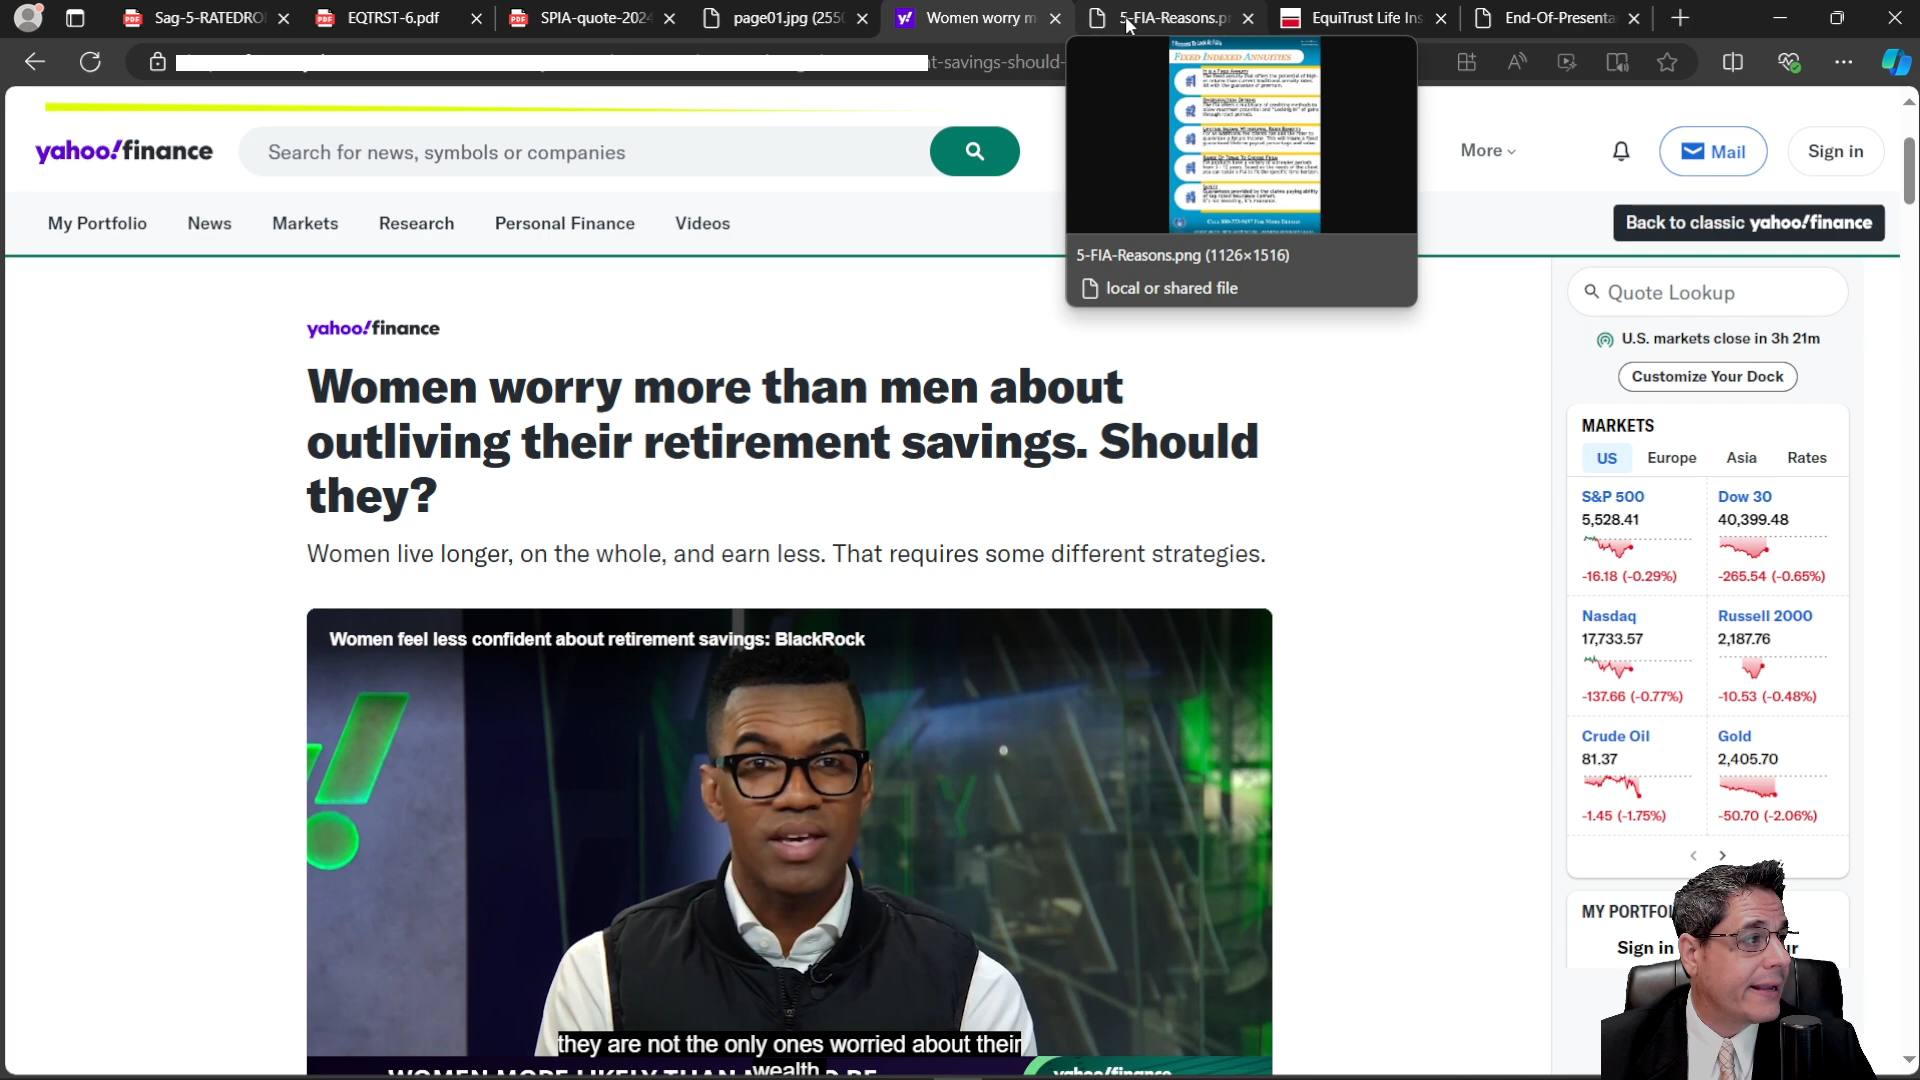 Sag-5-RATEDRO
EQTRST-6.pdf
SPIA-quote-202
page01.jpg (255
Women worry m
5-FIA-Reasons.p
EquiTrust Life Ins
End-Of-Presenta
t-savings-should-
yahoo!finance
Search for news, symbols or companies
More
Mail
Sign in
My Portfolio
News
Markets
Research
Personal Finance
Videos
Back to classic yahoo!finance
FIXED INDEXED ANNUITIES
#1
#2
5-FIA-Reasons.png (1126×1516)
local or shared file
yahoo!finance
Women worry more than men about
outliving their retirement savings. Should
they?
Women live longer, on the whole, and earn less. That requires some different strategies.
Women feel less confident about retirement savings: BlackRock
they are not the only ones worried about their
wealth
yahoo!finance
Quote Lookup
U.S. markets close in 3h 21m
Customize Your Dock
MARKETS
US
Europe
Asia
Rates
S&P 500
Dow 30
5,528.41
40,399.48
-16.18 (-0.29%)
-265.54 (-0.65%)
Nasdaq
Russell 2000
17,733.57
2,187.76
-137.66 (-0.77%)
-10.53 (-0.48%)
Crude Oil
Gold
81.37
2,405.70
-1.45 (-1.75%)
-50.70 (-2.06%)
MY PORTFOL
Sign in